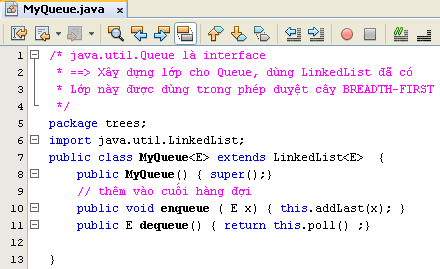 MyQueue.java
1 /* java.util.Queue là interface
2 * ==> Xây dựng lớp cho Queue, dùng LinkedList đã có
3 * Lớp này được dùng trong phép duyệt cây BREADTH-FIRST
4 */
5 package trees;
6 import java.util.LinkedList;
7 public class MyQueue<E> extends LinkedList<E> {
8 public MyQueue() { super();}
9 // thêm vào cuối hàng đợi
10 public void enqueue ( E x) { this.addLast(x); }
11 public E dequeue() { return this.poll() ;}
12
13 }